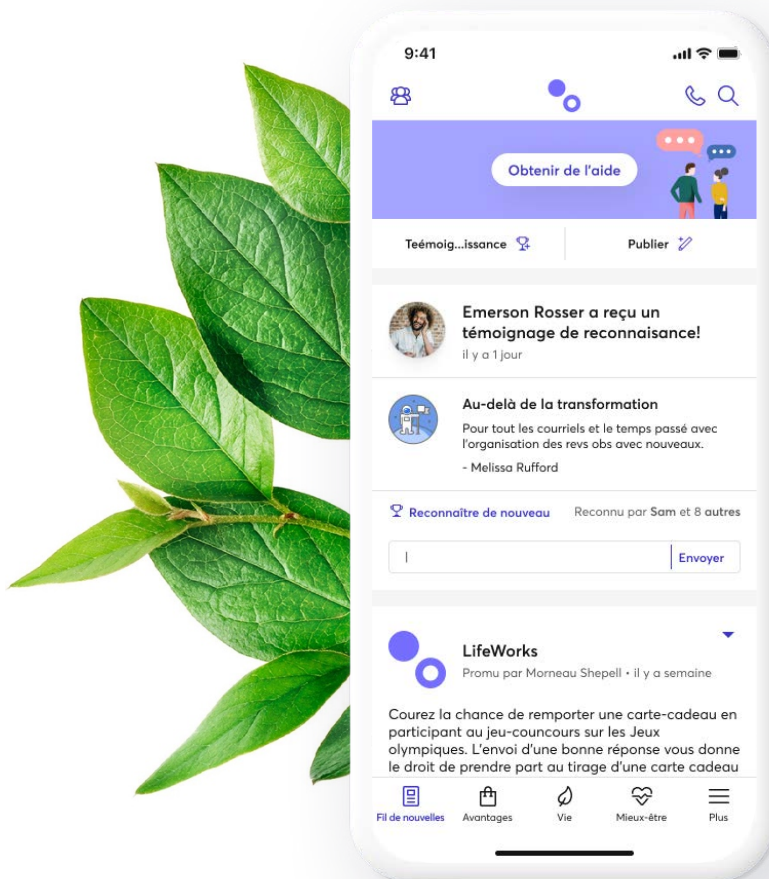 9:41
Obtenir de l'aide
Teémoig...issance
Publier
Emerson Rosser a reçu un
témoignage de reconnaisance!
il y a 1 jour
Au-delà de la transformation
Pour tout les courriels et le temps passé avec
l'organisation des revs obs avec nouveaux.
- Melissa Rufford
Reconnaître de nouveau
Reconnu par Sam et 8 autres
Envoyer
LifeWorks
Promu par Morneau Shepell • il y a semaine
Courez la chance de remporter une carte-cadeau en
participant au jeu-councours sur les Jeux
olympiques. L'envoi d'une bonne réponse vous donne
le droit de prendre part au tirage d'une carte cadeau
Fil de nouvelles
Avantages
Vie
Mieux-être
Plus